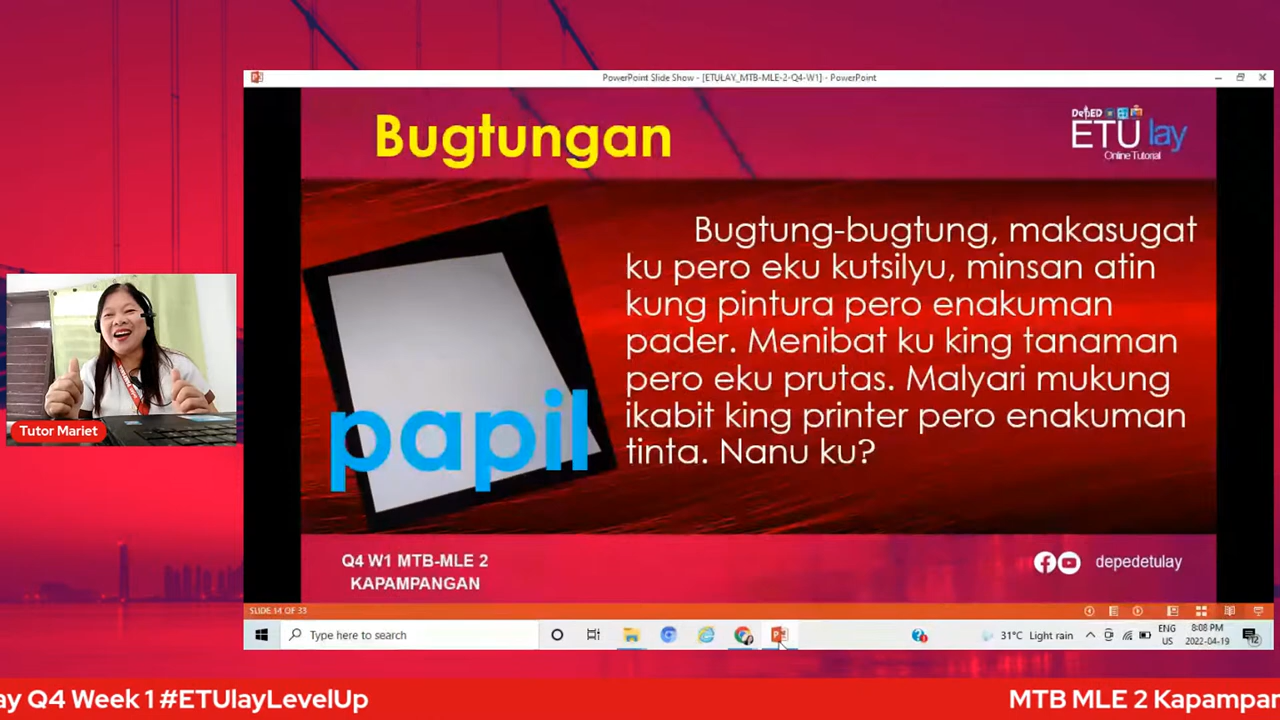 PowerPoint Slide Show - [ETULAY_MTB-MLE-2-Q4-W1] - PowerPoint
Bugtungan
DepED
ETUlay
Online Tutorial
Bugtung-bugtung, makasugat
ku pero eku kutsilyu, minsan atin
kung pintura pero enakuman
pader. Menibat ku king tanaman
pero eku prutas. Malyari mukung
ikabit king printer pero enakuman
tinta. Nanu ku?
papil
Tutor Mariet
Q4 W1 MTB-MLE 2
KAPAMPANGAN
depedetulay
SLIDE 14 OF 33
Type here to search
31°C Light rain
ENG
US
8:08 PM
2022-04-19
12
ay Q4 Week 1 #ETUlayLevelUp
MTB MLE 2 Kapampan